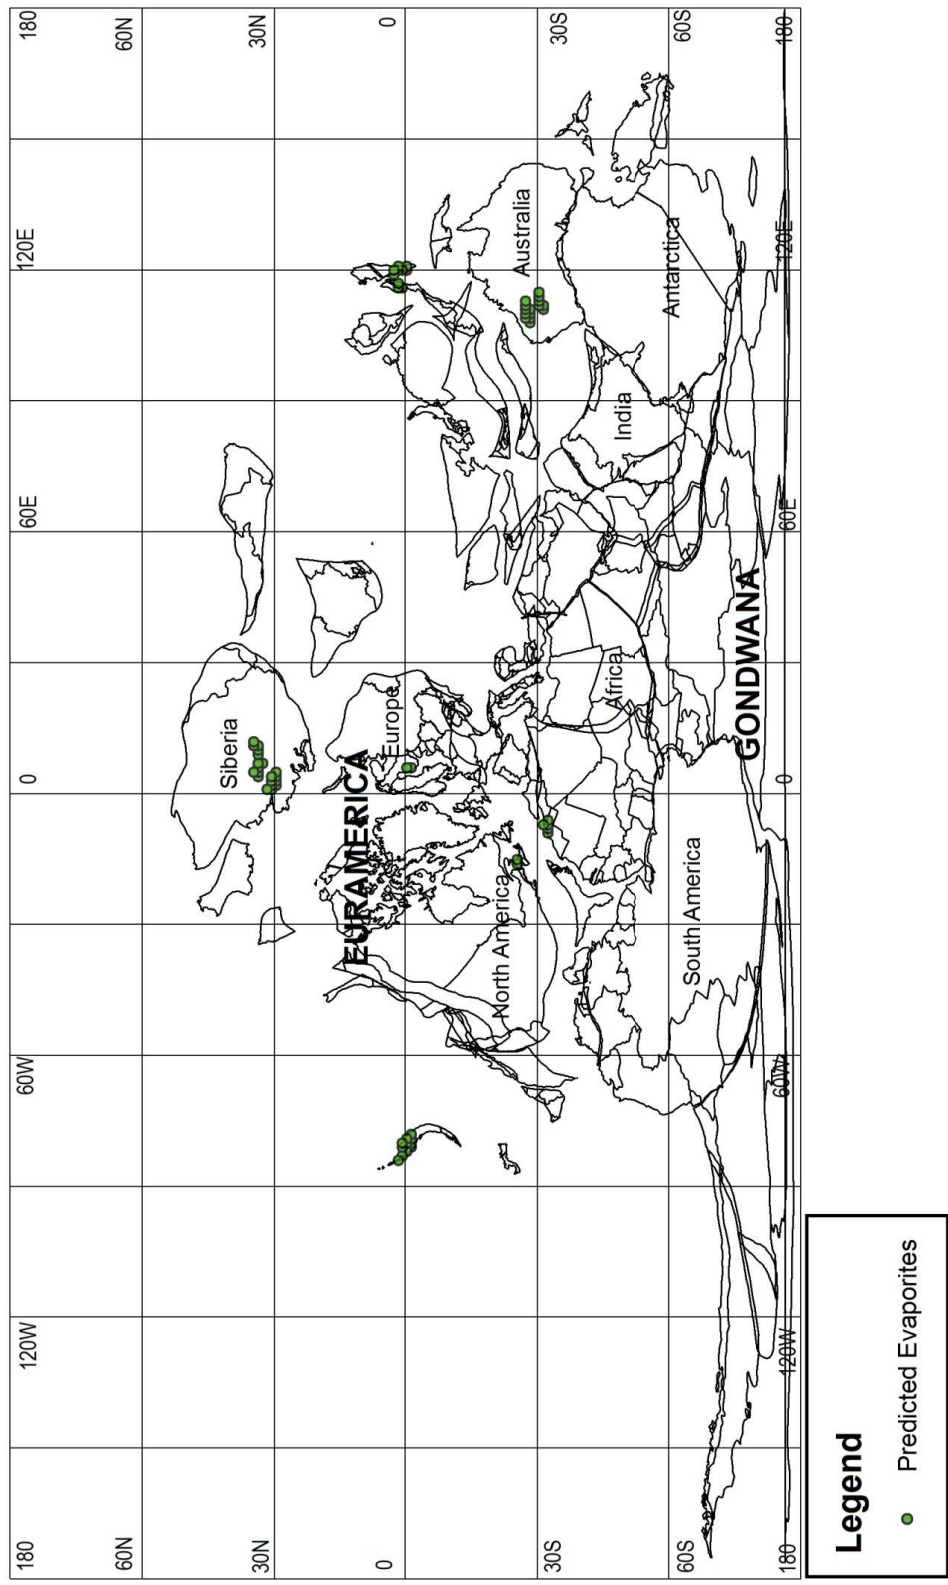 180 120W 60W 0 60E 120E 180
60N 60N
30N 30N
Siberia
EURAMERICA
0 Europe 0
North America Australia
30S 30S
Africa India
Antarctica
60S 60S
South America
GONDWANA
180 120W 60W 60E 120E 180
Legend
Predicted Evaporites